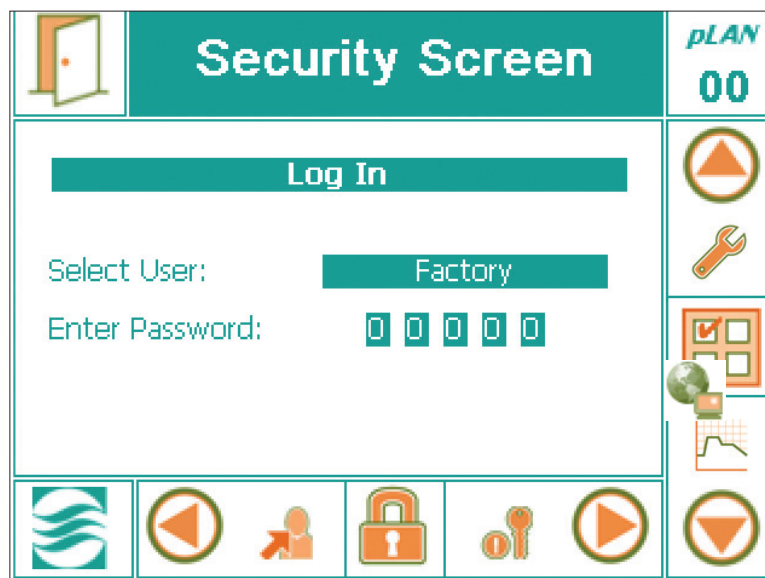 Security Screen
pLAN
00
Log In
Select User: Factory
Enter Password: 0 0 0 0 0